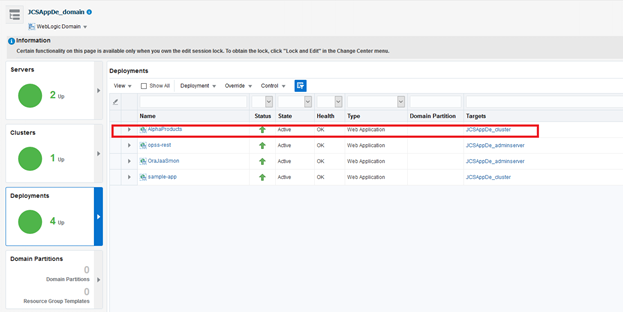 JCSAppDe_domain
WebLogic Domain
Information
Certain functionality on this page is available only when you own the edit session lock. To obtain the lock, click "Lock and Edit" in the Change Center menu.
Servers
2 Up
Clusters
1 Up
Deployments
4 Up
Domain Partitions
0
Domain Partitions
0
Resource Group Templates
Deployments
View Show All Deployment Override Control
Name Status State Health Type Domain Partition Targets
AlphaProducts Active OK Web Application JCSAppDe_cluster
opss-rest Active OK Web Application JCSAppDe_adminserver
OraJaaSmon Active OK Web Application JCSAppDe_adminserver
sample-app Active OK Web Application JCSAppDe_cluster